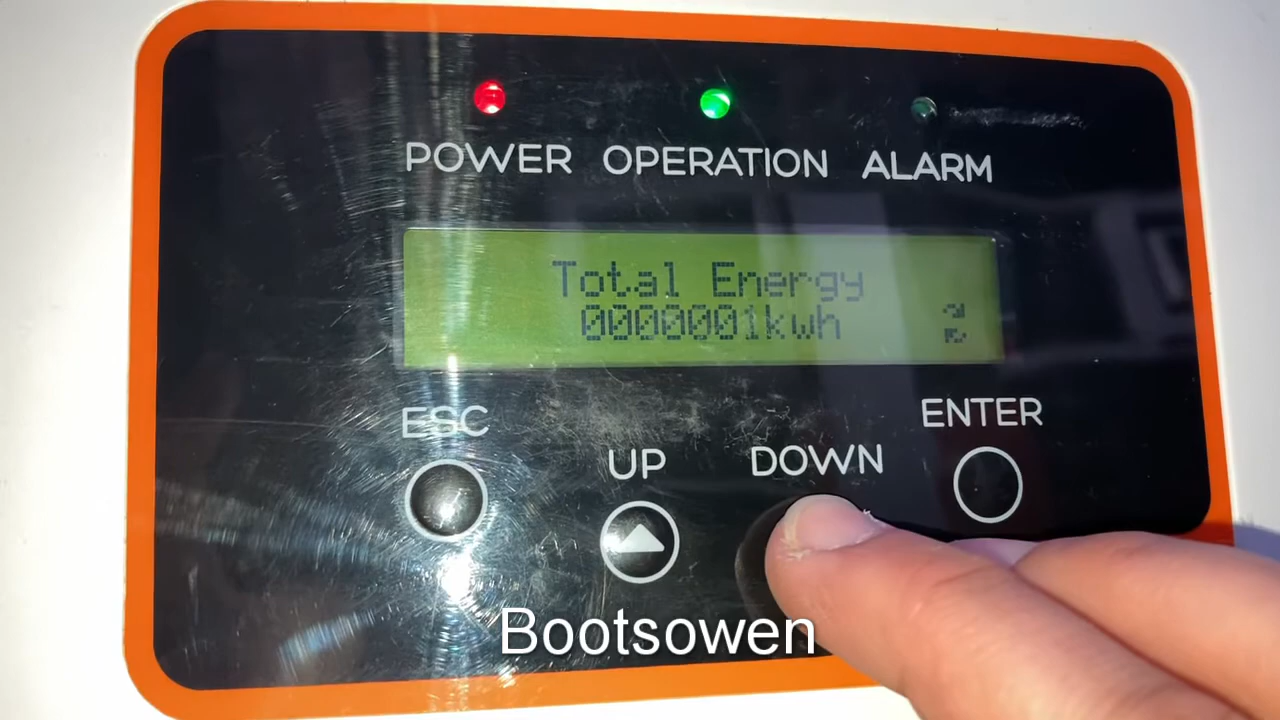 POWER OPERATION ALARM
Total Energy
0000001kwh
ESC
UP
DOWN
ENTER
Bootsowen